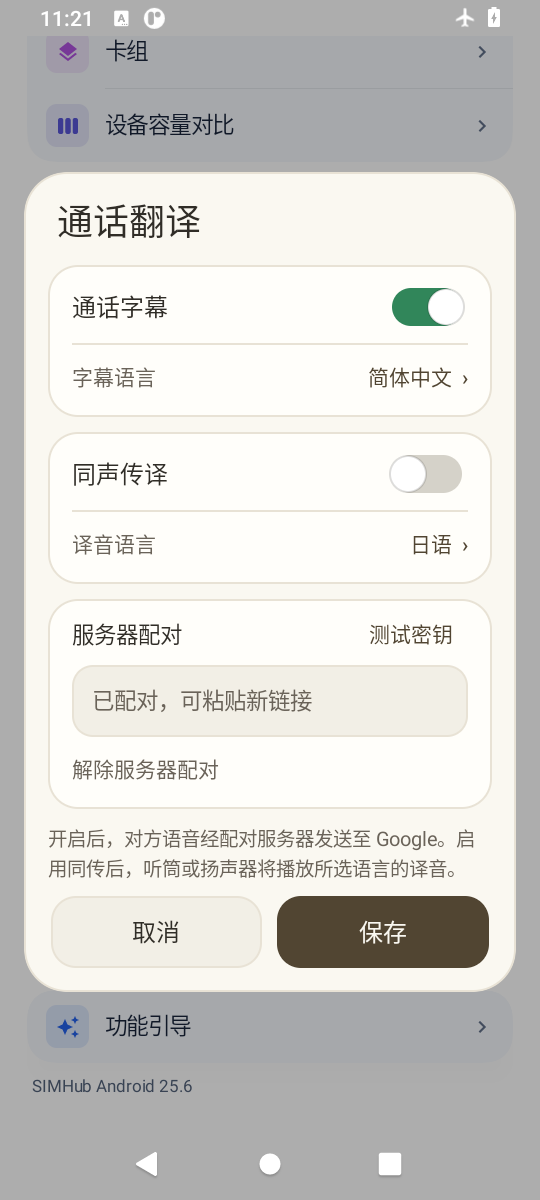 11:21
卡组
设备容量对比
通话翻译
通话字幕
字幕语言 简体中文 ›
同声传译
译音语言 日语 ›
服务器配对 测试密钥
已配对，可粘贴新链接
解除服务器配对
开启后，对方语音经配对服务器发送至 Google。启
用同传后，听筒或扬声器将播放所选语言的译音。
取消 保存
功能引导
SIMHub Android 25.6